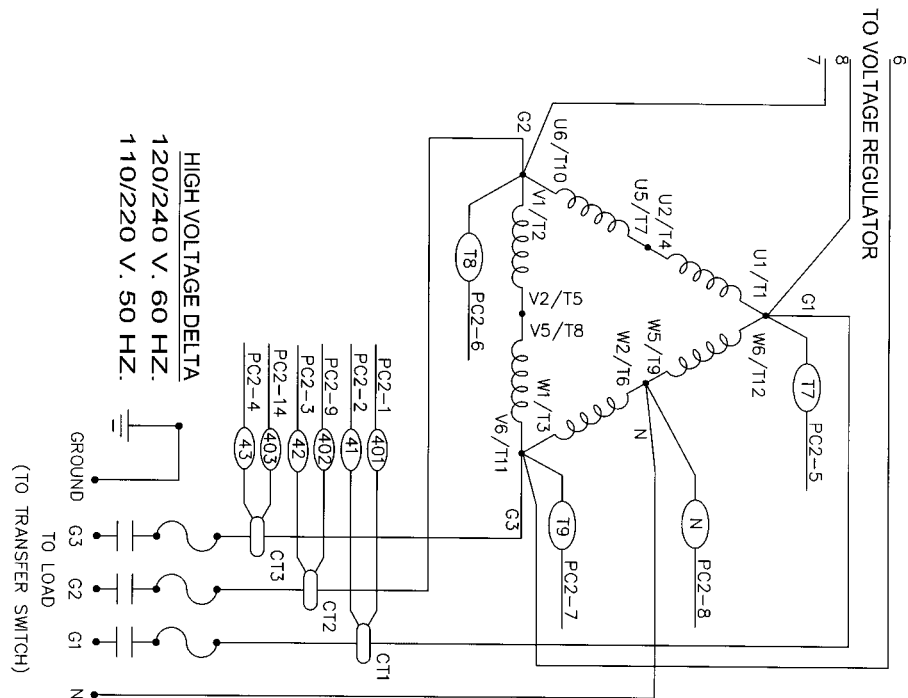 TO VOLTAGE REGULATOR
6
8
7
G2
U6/T10
U5/T7
U2/T4
U1/T1
G1
W6/T12
W5/T9
W2/T6
N
W1/T3
V6/T11
G3
V1/T2
V2/T5
V5/T8
T8
PC2-6
T7
PC2-5
N
PC2-8
T9
PC2-7
HIGH VOLTAGE DELTA
120/240 V. 60 HZ.
110/220 V. 50 HZ.
PC2-1
PC2-2
PC2-9
PC2-3
PC2-14
PC2-4
401
41
402
42
403
43
CT3
CT2
CT1
GROUND
G3
G2
G1
N
TO LOAD
(TO TRANSFER SWITCH)